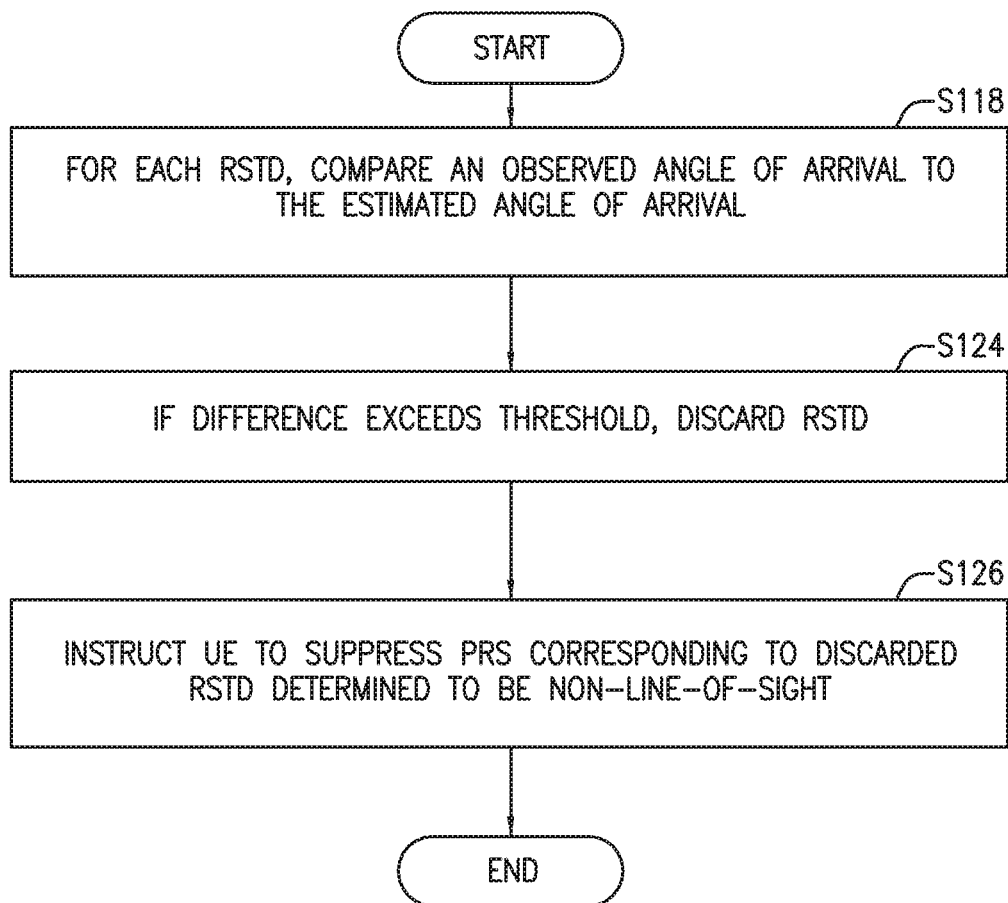 START
S118
FOR EACH RSTD, COMPARE AN OBSERVED ANGLE OF ARRIVAL TO
THE ESTIMATED ANGLE OF ARRIVAL
S124
IF DIFFERENCE EXCEEDS THRESHOLD, DISCARD RSTD
S126
INSTRUCT UE TO SUPPRESS PRS CORRESPONDING TO DISCARDED
RSTD DETERMINED TO BE NON-LINE-OF-SIGHT
END